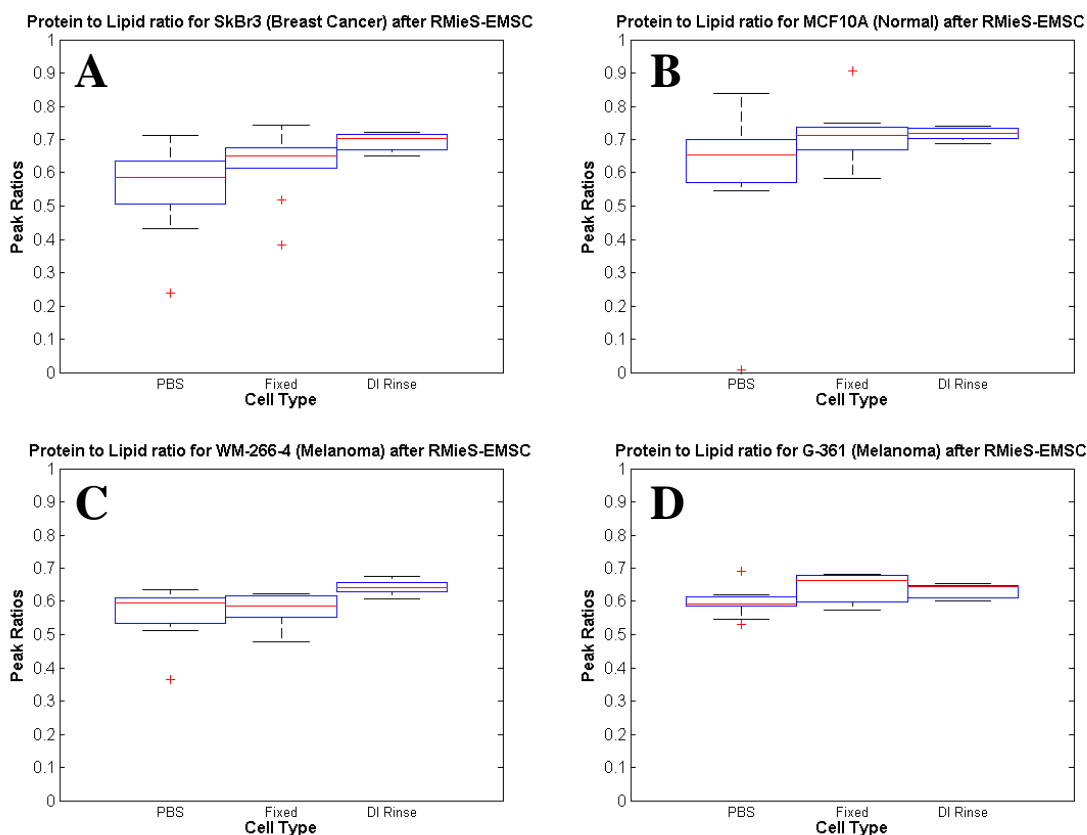 Protein to Lipid ratio for SkBr3 (Breast Cancer) after RMieS-EMSC
A
1
0.9
0.8
0.7
0.6
0.5
0.4
0.3
0.2
0.1
0
Peak Ratios
PBS Fixed DI Rinse
Cell Type
Protein to Lipid ratio for MCF10A (Normal) after RMieS-EMSC
B
1
0.9
0.8
0.7
0.6
0.5
0.4
0.3
0.2
0.1
0
Peak Ratios
PBS Fixed DI Rinse
Cell Type
Protein to Lipid ratio for WM-266-4 (Melanoma) after RMieS-EMSC
C
1
0.9
0.8
0.7
0.6
0.5
0.4
0.3
0.2
0.1
0
Peak Ratios
PBS Fixed DI Rinse
Cell Type
Protein to Lipid ratio for G-361 (Melanoma) after RMieS-EMSC
D
1
0.9
0.8
0.7
0.6
0.5
0.4
0.3
0.2
0.1
0
Peak Ratios
PBS Fixed DI Rinse
Cell Type